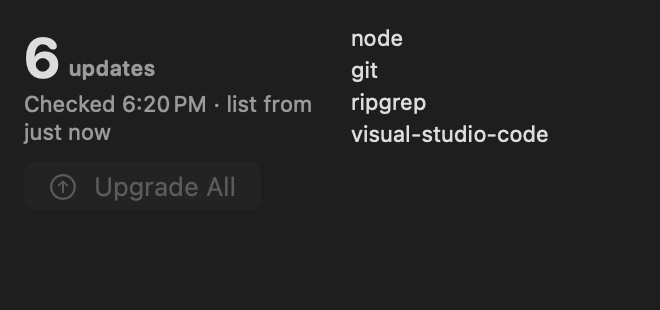 6 updates
Checked 6:20 PM · list from
just now
Upgrade All
node
git
ripgrep
visual-studio-code